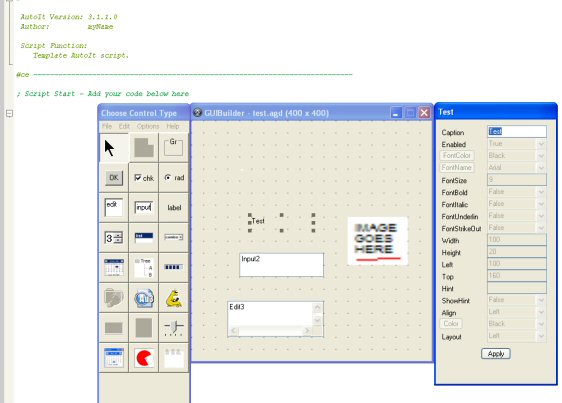 AutoIt Version: 3.1.1.0
Author: myName
Script Function:
Template AutoIt script.
#ce
; Script Start - Add your code below here
Choose Control Type
File Edit Options Help
Gr
OK chk rad
edit input label
3
Tree
A
B
GUIBuilder - test.agd (400 x 400)
Test
IMAGE
GOES
HERE
Input2
Edit3
Test
Caption Test
Enabled True
FontColor Black
FontName Arial
FontSize 9
FontBold False
FontItalic False
FontUnderlin False
FontStrikeOut False
Width 100
Height 20
Left 100
Top 160
Hint
ShowHint False
Align Left
Color Black
Layout Left
Apply